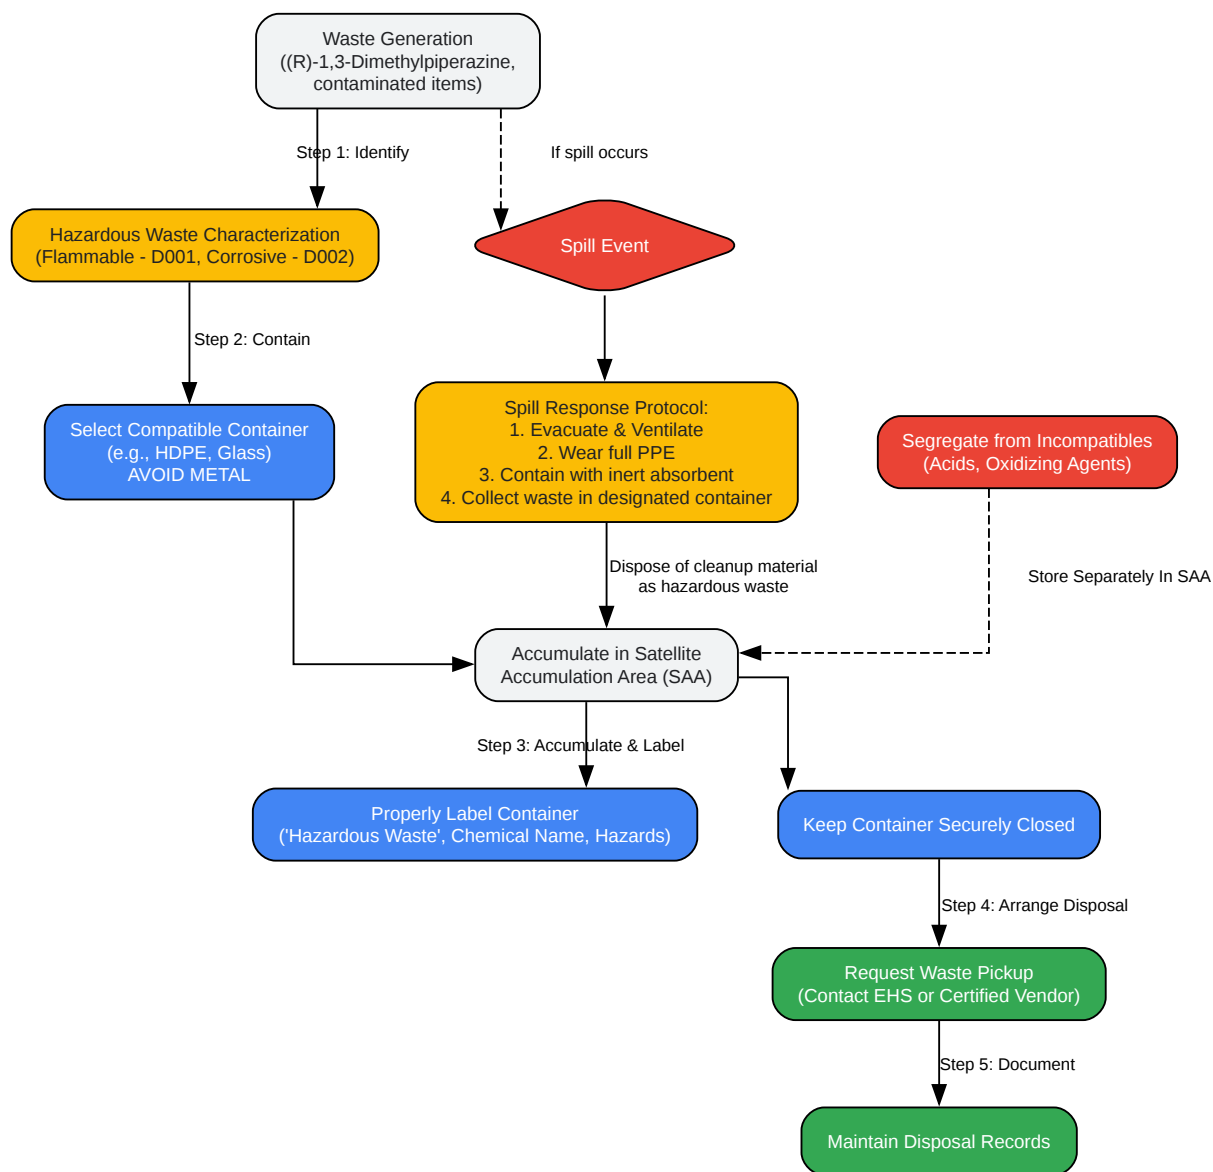 Waste Generation
((R)-1,3-Dimethylpiperazine,
contaminated items)
Step 1: Identify
If spill occurs
Hazardous Waste Characterization
(Flammable - D001, Corrosive - D002)
Spill Event
Step 2: Contain
Select Compatible Container
(e.g., HDPE, Glass)
AVOID METAL
Spill Response Protocol:
1. Evacuate & Ventilate
2. Wear full PPE
3. Contain with inert absorbent
4. Collect waste in designated container
Segregate from Incompatibles
(Acids, Oxidizing Agents)
Dispose of cleanup material
as hazardous waste
Store Separately In SAA
Accumulate in Satellite
Accumulation Area (SAA)
Step 3: Accumulate & Label
Properly Label Container
('Hazardous Waste', Chemical Name, Hazards)
Keep Container Securely Closed
Step 4: Arrange Disposal
Request Waste Pickup
(Contact EHS or Certified Vendor)
Step 5: Document
Maintain Disposal Records